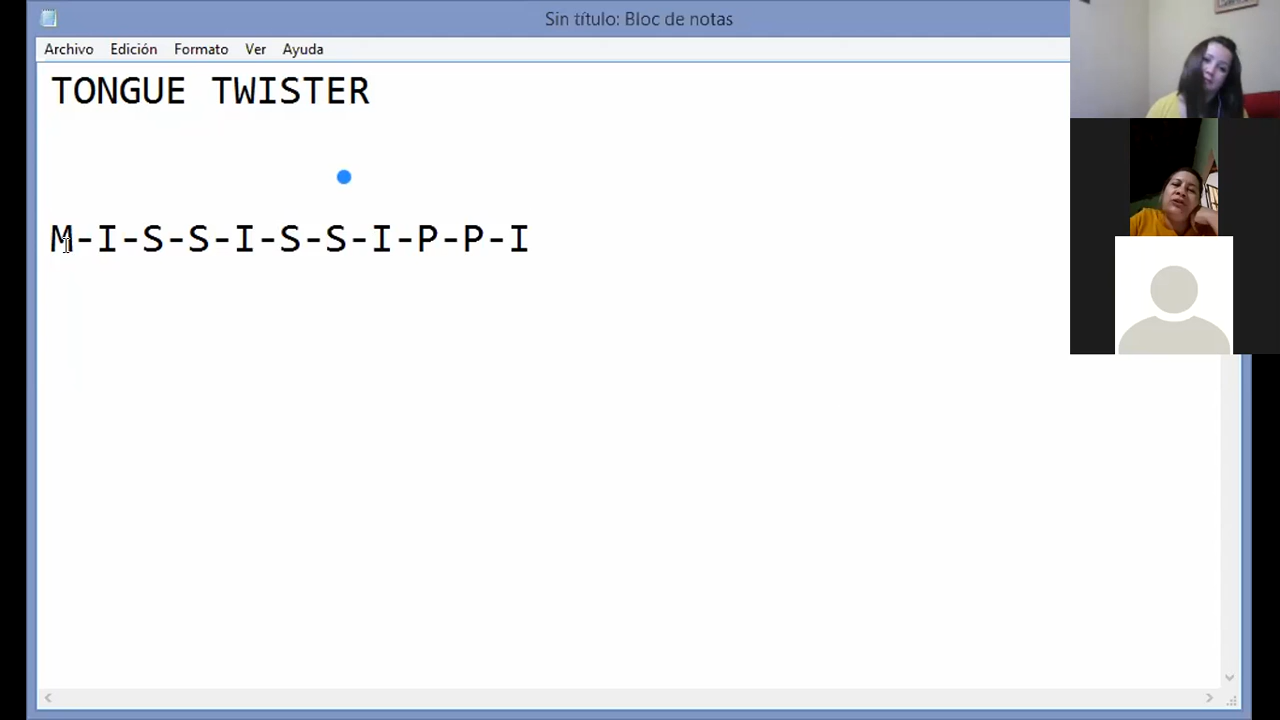 Sin título: Bloc de notas
Archivo Edición Formato Ver Ayuda
TONGUE TWISTER
M-I-S-S-I-S-S-I-P-P-I